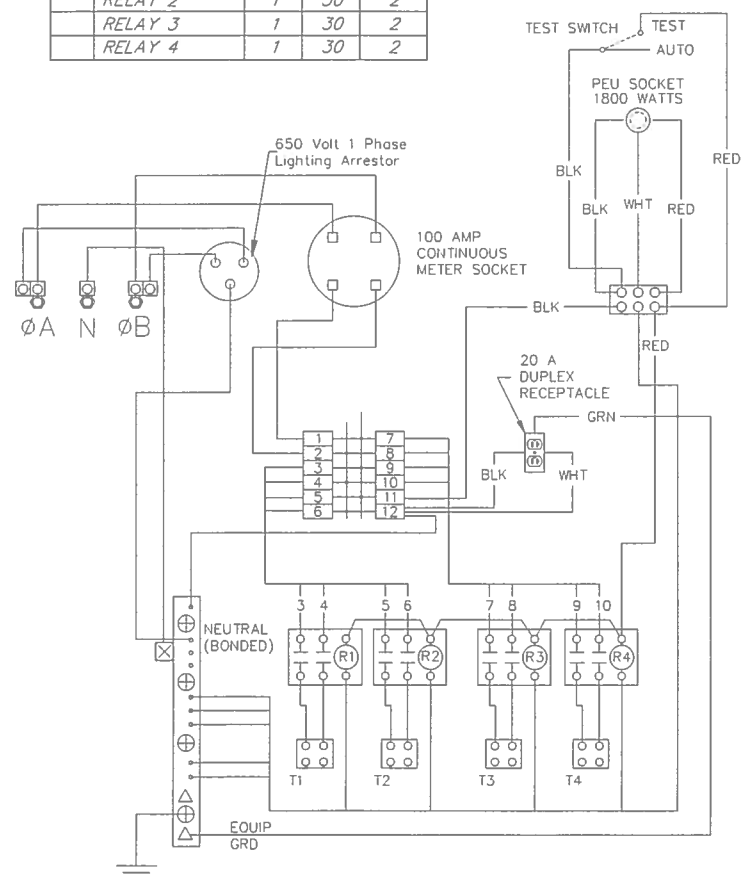 RELAY 2 1 30 2
RELAY 3 1 30 2
RELAY 4 1 30 2
TEST SWITCH
TEST
AUTO
PEU SOCKET
1800 WATTS
650 Volt 1 Phase
Lighting Arrestor
RED
BLK
BLK
WHT
RED
100 AMP
CONTINUOUS
METER SOCKET
BLK
ØA N ØB
RED
20 A
DUPLEX
RECEPTACLE
GRN
1 7
2 8
3 9
4 10
5 11
6 12
BLK
WHT
3 4 5 6 7 8 9 10
NEUTRAL
(BONDED)
R1 R2 R3 R4
T1 T2 T3 T4
EQUIP
GRD